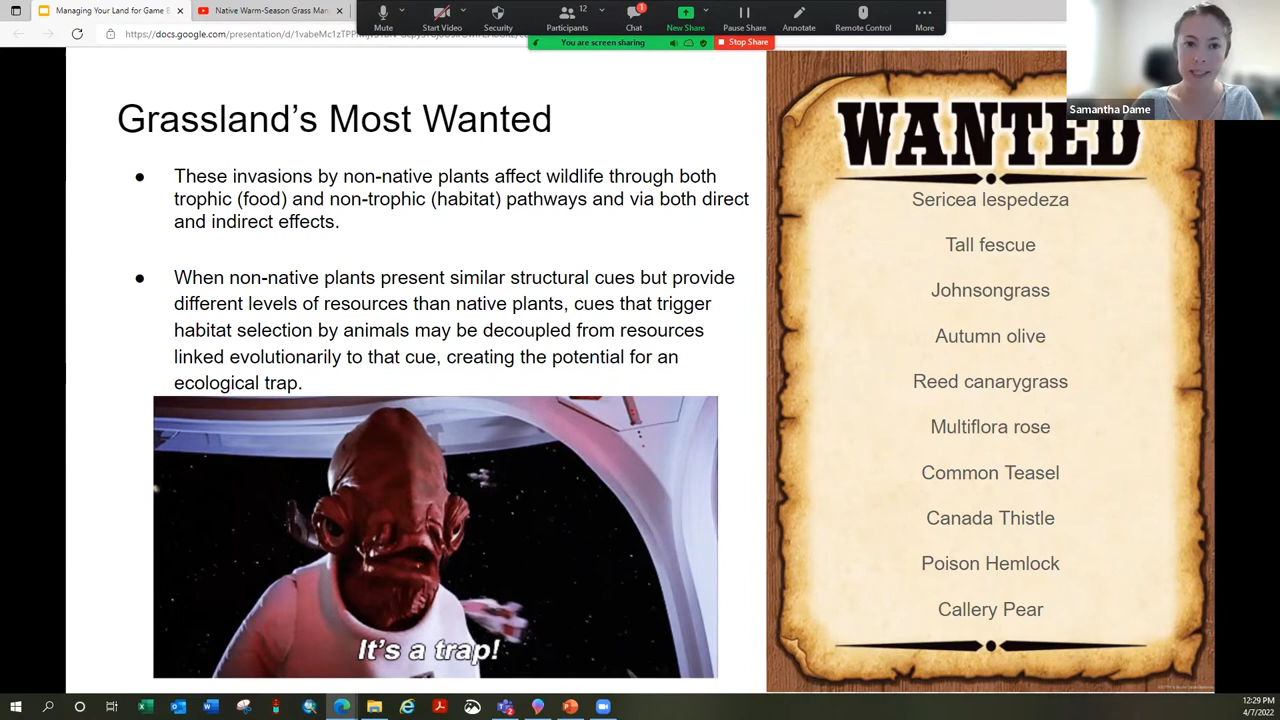 Managing Your Land for Game B
Native Warm-Season Grass Man
Mute
Start Video
Security
12
Participants
1
Chat
New Share
Pause Share
Annotate
Remote Control
More
You are screen sharing
Stop Share
Samantha Dame
Grassland's Most Wanted
● These invasions by non-native plants affect wildlife through both
trophic (food) and non-trophic (habitat) pathways and via both direct
and indirect effects.
● When non-native plants present similar structural cues but provide
different levels of resources than native plants, cues that trigger
habitat selection by animals may be decoupled from resources
linked evolutionarily to that cue, creating the potential for an
ecological trap.
It's a trap!
WANTED
Sericea lespedeza
Tall fescue
Johnsongrass
Autumn olive
Reed canarygrass
Multiflora rose
Common Teasel
Canada Thistle
Poison Hemlock
Callery Pear
12:29 PM
4/7/2022